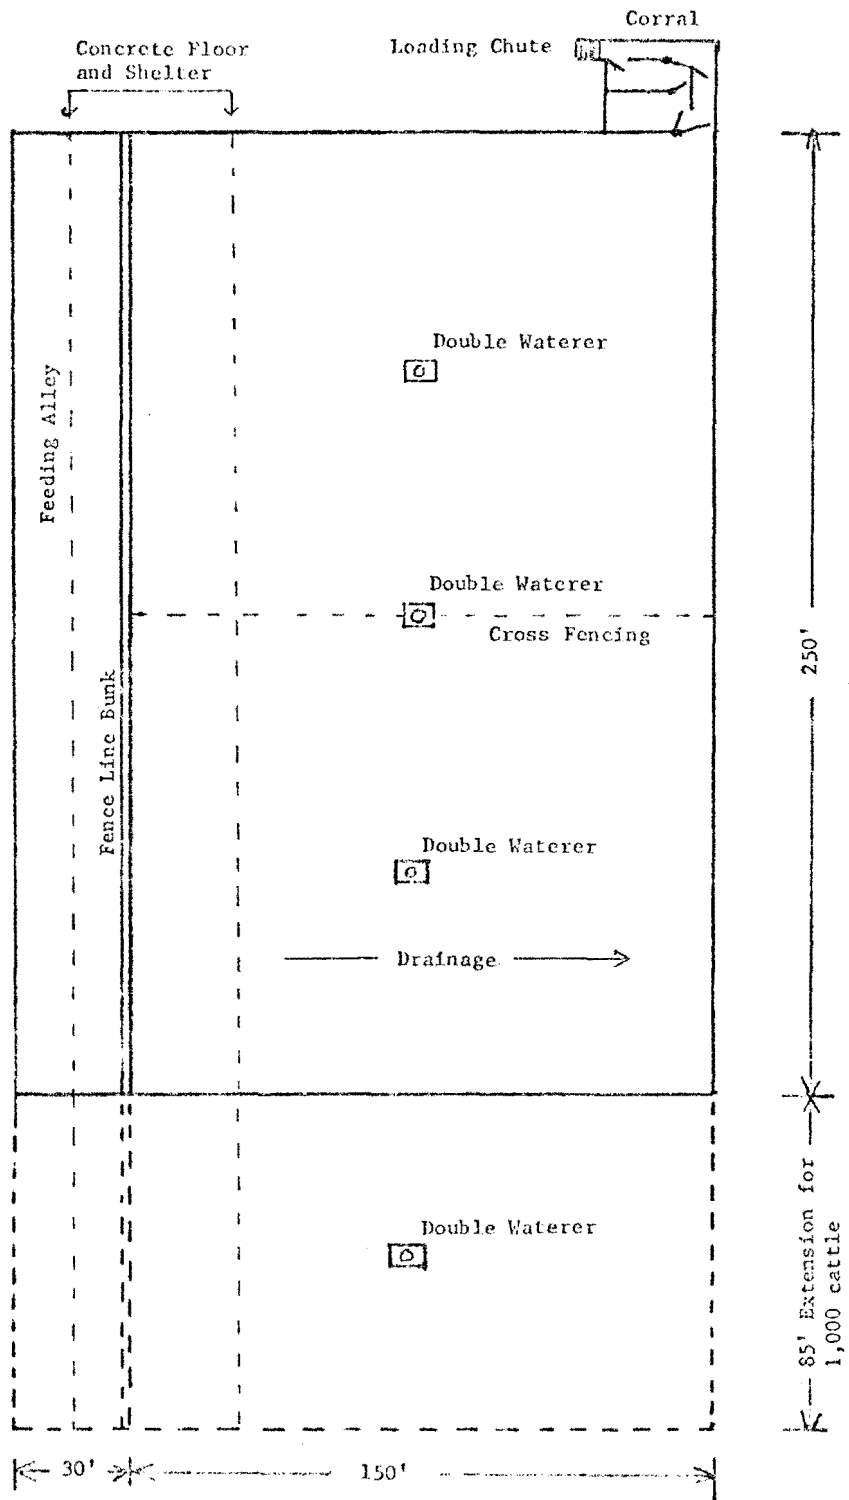 Corral
Concrete Floor
and Shelter
Loading Chute
Double Waterer
Feeding Alley
Double Waterer
Cross Fencing
250'
Fence Line Bunk
Double Waterer
Drainage
Double Waterer
85' Extension for
1,000 cattle
30'
150'